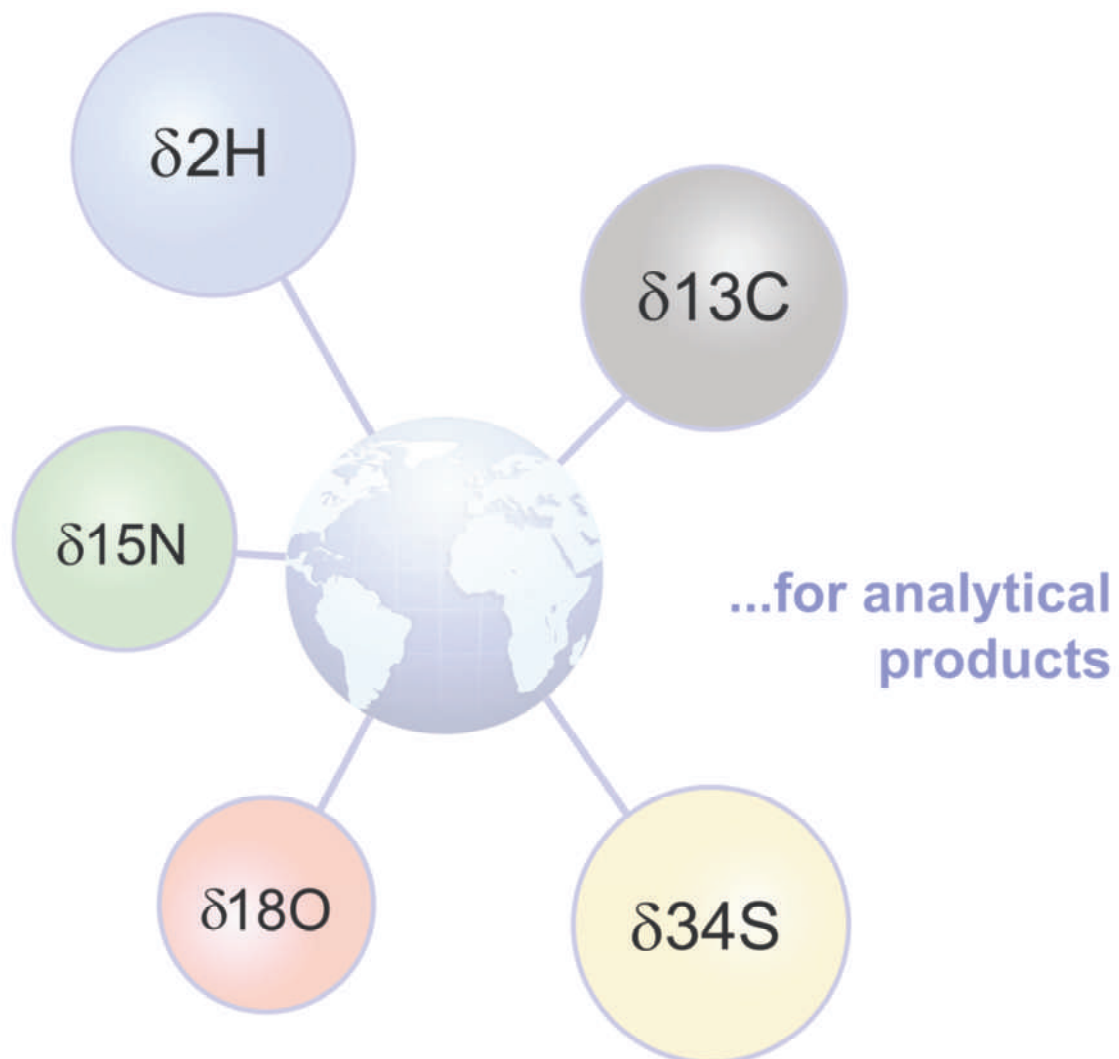 δ2H
δ13C
δ15N
...for analytical
products
δ18O
δ34S